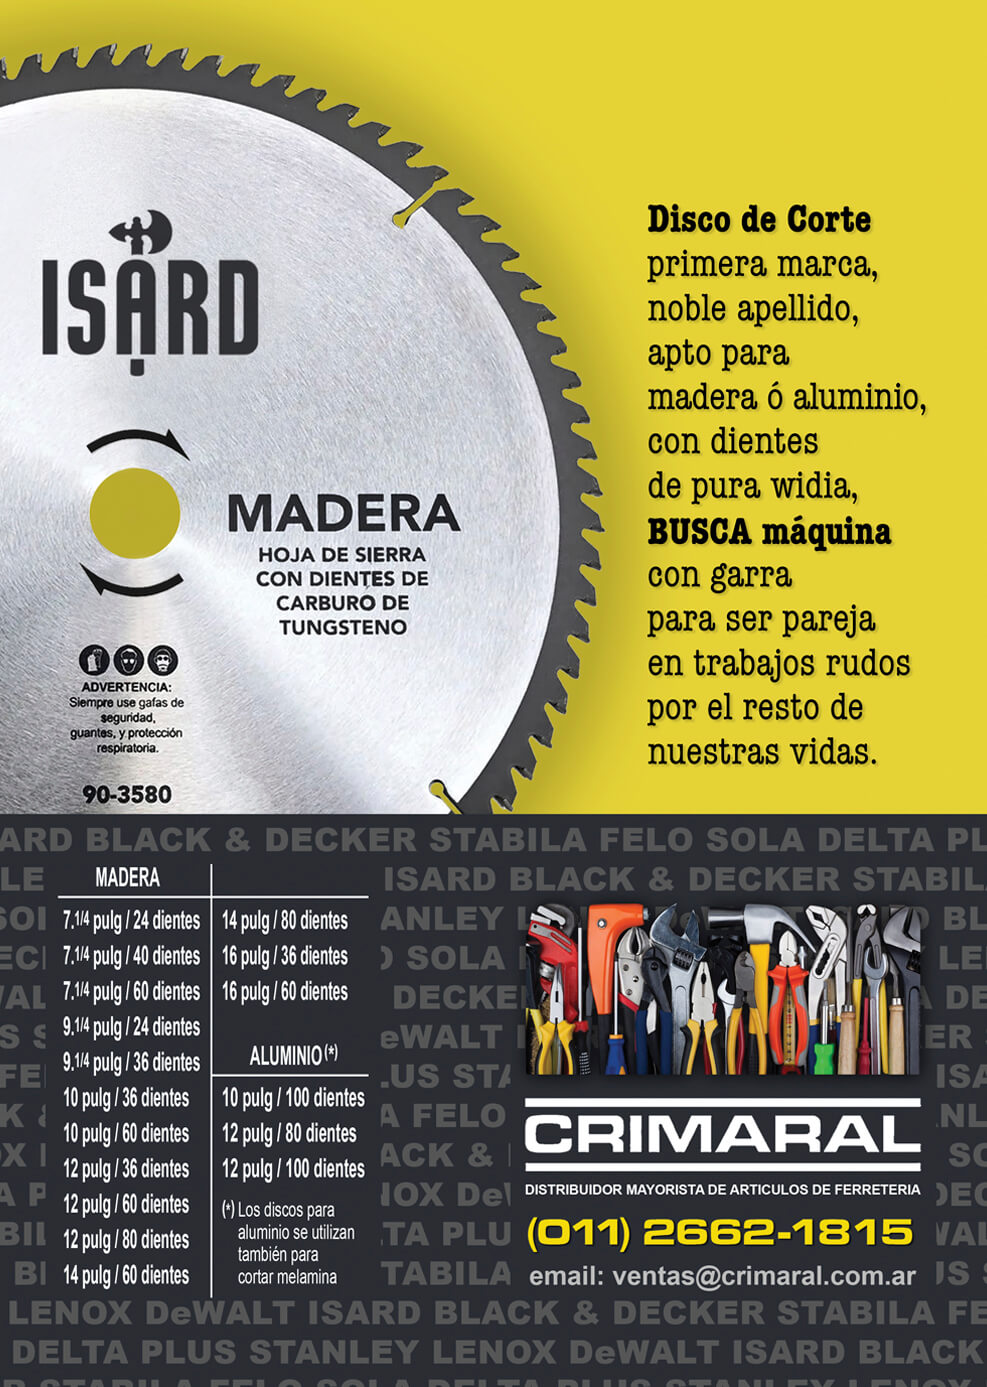 ISARD
MADERA
HOJA DE SIERRA
CON DIENTES DE
CARBURO DE
TUNGSTENO
ADVERTENCIA:
Siempre use gafas de
seguridad,
guantes, y protección
respiratoria.
90-3580
Disco de Corte
primera marca,
noble apellido,
apto para
madera ó aluminio,
con dientes
de pura widia,
BUSCA máquina
con garra
para ser pareja
en trabajos rudos
por el resto de
nuestras vidas.
ARD BLACK & DECKER STABILA FELO SOLA DELTA PL
ISARD BLACK & DECKER STABIL
MADERA
7.1/4 pulg / 24 dientes
7.1/4 pulg / 40 dientes
7.1/4 pulg / 60 dientes
9.1/4 pulg / 24 dientes
9.1/4 pulg / 36 dientes
10 pulg / 36 dientes
10 pulg / 60 dientes
12 pulg / 36 dientes
12 pulg / 60 dientes
12 pulg / 80 dientes
14 pulg / 60 dientes
14 pulg / 80 dientes
16 pulg / 36 dientes
16 pulg / 60 dientes
ALUMINIO(*)
10 pulg / 100 dientes
12 pulg / 80 dientes
12 pulg / 100 dientes
(*) Los discos para
aluminio se utilizan
también para
cortar melamina
CRIMARAL
DISTRIBUIDOR MAYORISTA DE ARTICULOS DE FERRETERIA
(011) 2662-1815
email: ventas@crimaral.com.ar
LENOX DeWALT ISARD BLACK & DECKER STABILA FE
DELTA PLUS STANLEY LENOX DeWALT ISARD BLACK